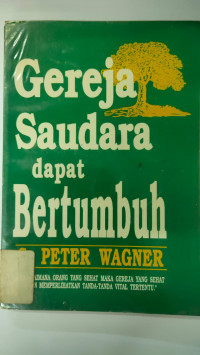 Gereja
Saudara
dapat
Bertumbuh
PETER WAGNER
ORANG YANG SEHAT MAKA GEREJA YANG SEHAT
MEMPERLIHATKAN TANDA-TANDA VITAL TERTENTU."